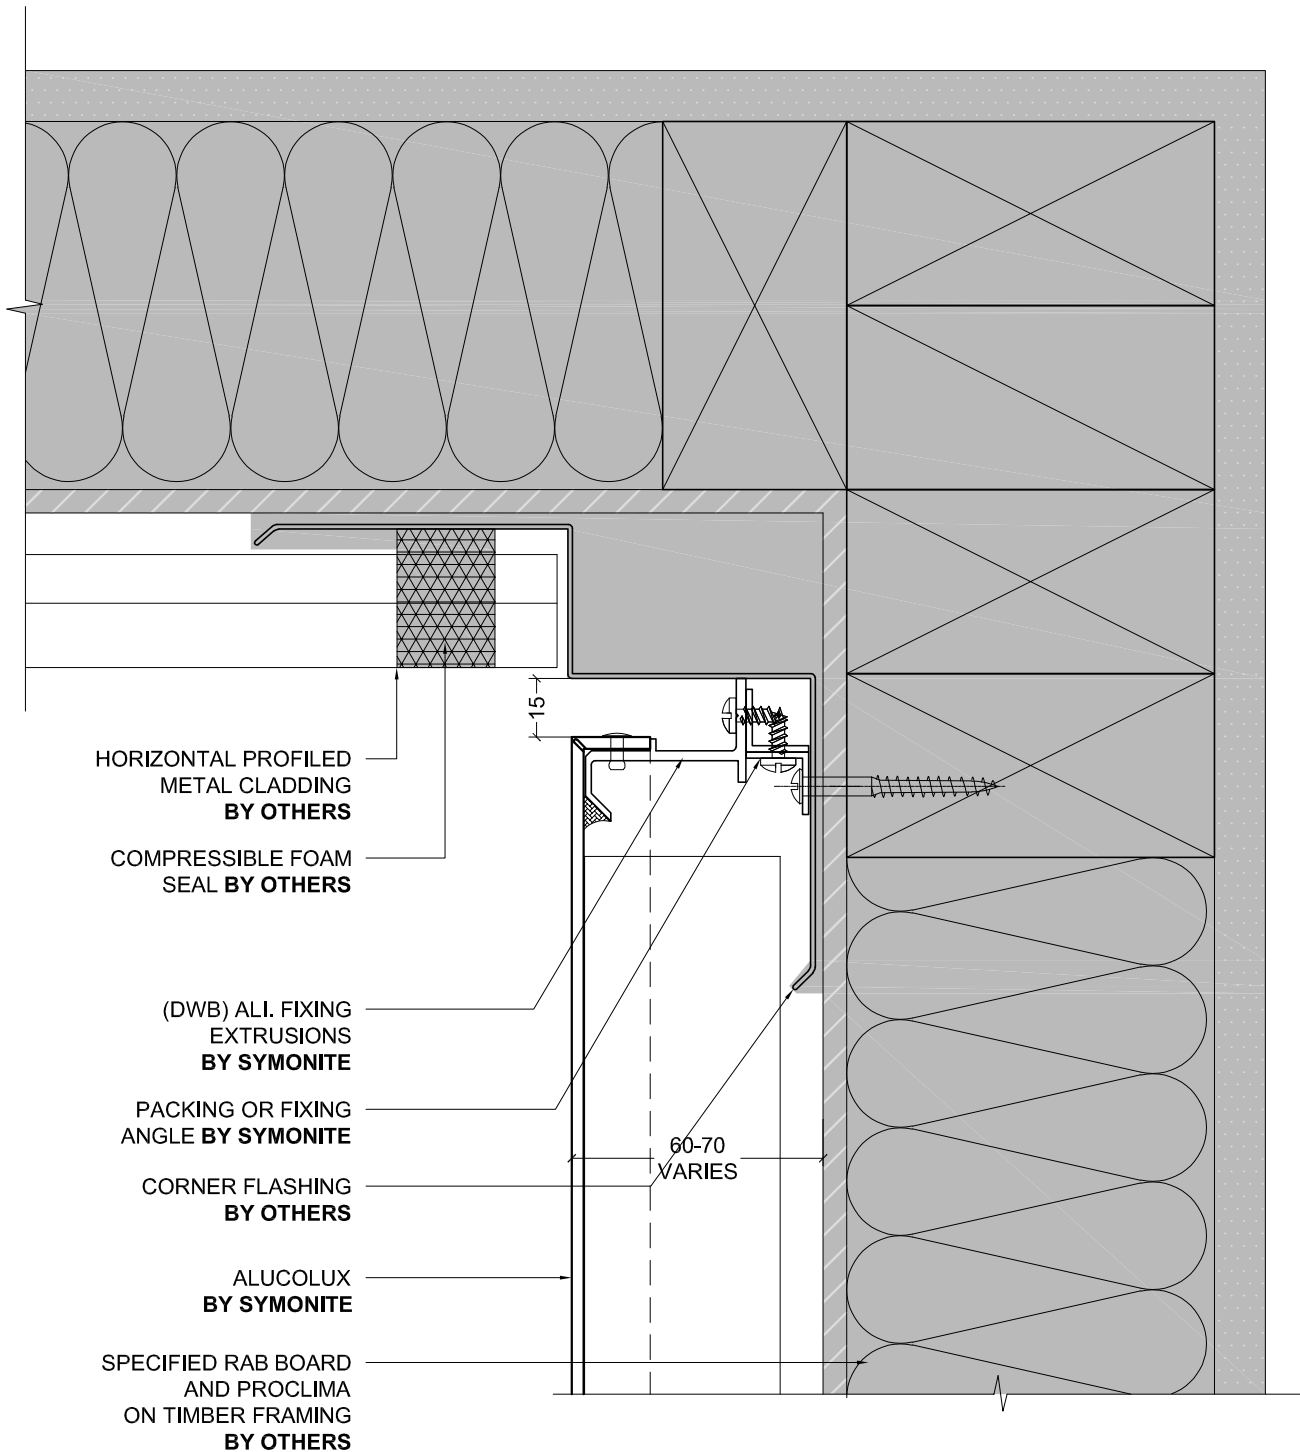 15
HORIZONTAL PROFILED
METAL CLADDING
BY OTHERS
COMPRESSIBLE FOAM
SEAL BY OTHERS
(DWB) ALI. FIXING
EXTRUSIONS
BY SYMONITE
PACKING OR FIXING
ANGLE BY SYMONITE
60-70
VARIES
CORNER FLASHING
BY OTHERS
ALUCOLUX
BY SYMONITE
SPECIFIED RAB BOARD
AND PROCLIMA
ON TIMBER FRAMING
BY OTHERS